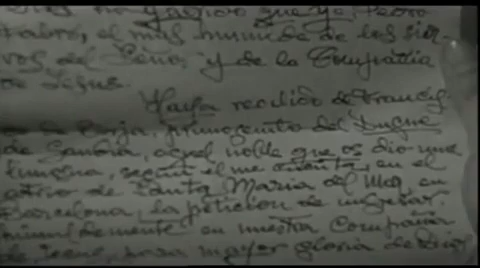 que yo, Pedro
Fabro, el más humilde de los sier-
vos del Señor, y de la Compañía
de Jesús.
Haya recibido de Francis-
co de Borja, primogenito del Duque
de Gandía, aquel noble que os dio una
limosna, según el me cuenta, en el
atrio de Santa María del Mar, en
Barcelona, la petición de ingresar,
humildemente en nuestra Compañía
de Jesús, para mayor gloria de Dios